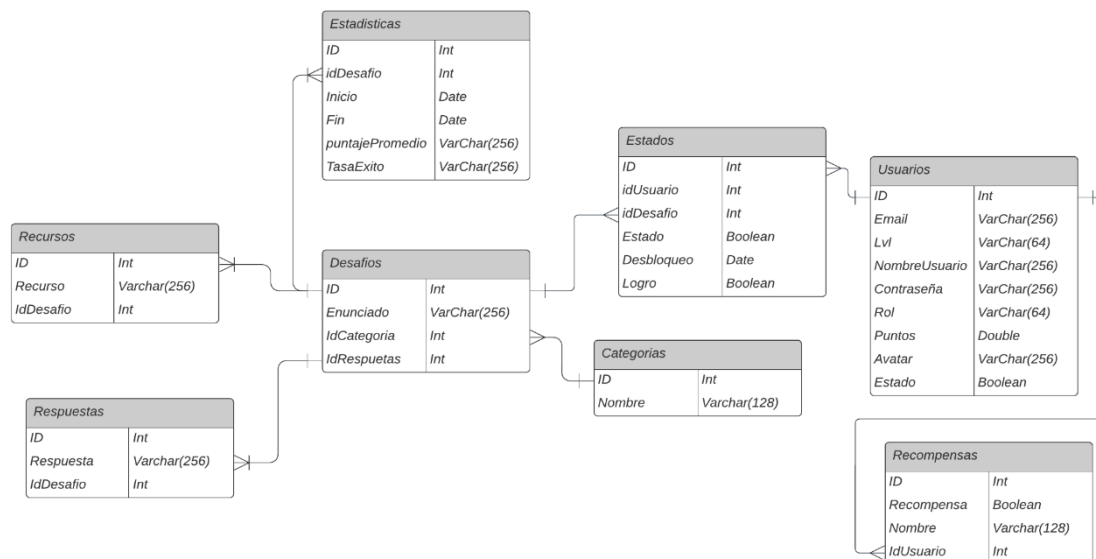 Estadisticas
ID Int
idDesafio Int
Inicio Date
Fin Date
puntajePromedio VarChar(256)
TasaExito VarChar(256)
Estados
ID Int
idUsuario Int
idDesafio Int
Estado Boolean
Desbloqueo Date
Logro Boolean
Usuarios
ID Int
Email VarChar(256)
Lvl VarChar(64)
NombreUsuario VarChar(256)
Contraseña VarChar(256)
Rol VarChar(64)
Puntos Double
Avatar VarChar(256)
Estado Boolean
Recursos
ID Int
Recurso Varchar(256)
IdDesafio Int
Desafios
ID Int
Enunciado VarChar(256)
IdCategoria Int
IdRespuetas Int
Categorias
ID Int
Nombre Varchar(128)
Respuestas
ID Int
Respuesta Varchar(256)
IdDesafio Int
Recompensas
ID Int
Recompensa Boolean
Nombre Varchar(128)
IdUsuario Int